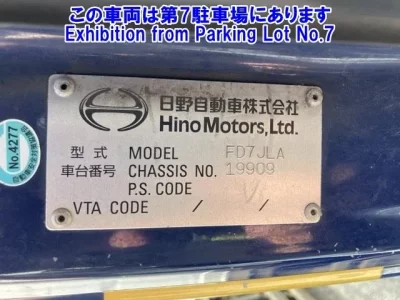 この車両は第7駐車場にあります
Exhibition from Parking Lot No.7
日野自動車株式会社
Hino Motors, Ltd.
型式 MODEL FD7JLA
車台番号 CHASSIS NO. 19909
P.S. CODE
VTA CODE / /
No.4277